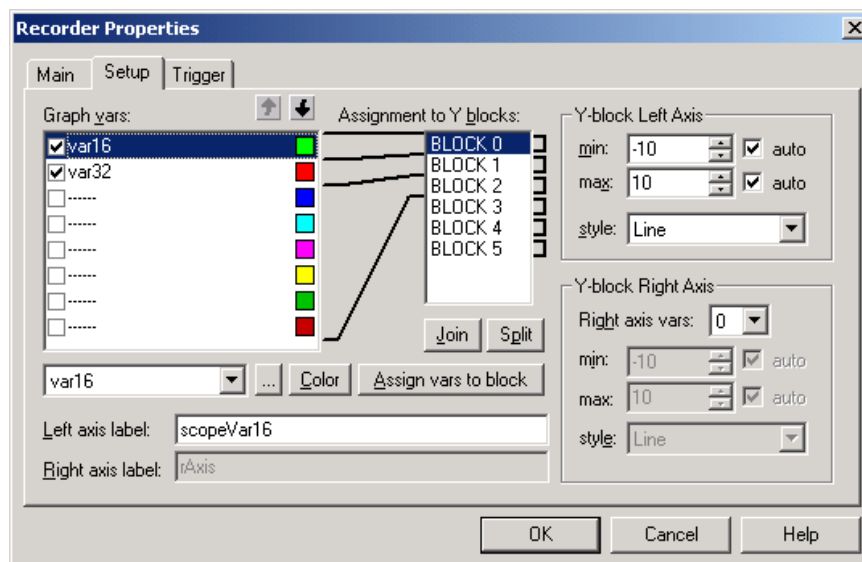 Recorder Properties
Main Setup Trigger
Graph vars: Assignment to Y blocks:
var16
var32
------
------
------
------
------
------
BLOCK 0
BLOCK 1
BLOCK 2
BLOCK 3
BLOCK 4
BLOCK 5
Join Split
var16 ... Color Assign vars to block
Left axis label: scopeVar16
Right axis label: rAxis
Y-block Left Axis
min: -10 auto
max: 10 auto
style: Line
Y-block Right Axis
Right axis vars: 0
min: -10 auto
max: 10 auto
style: Line
OK Cancel Help